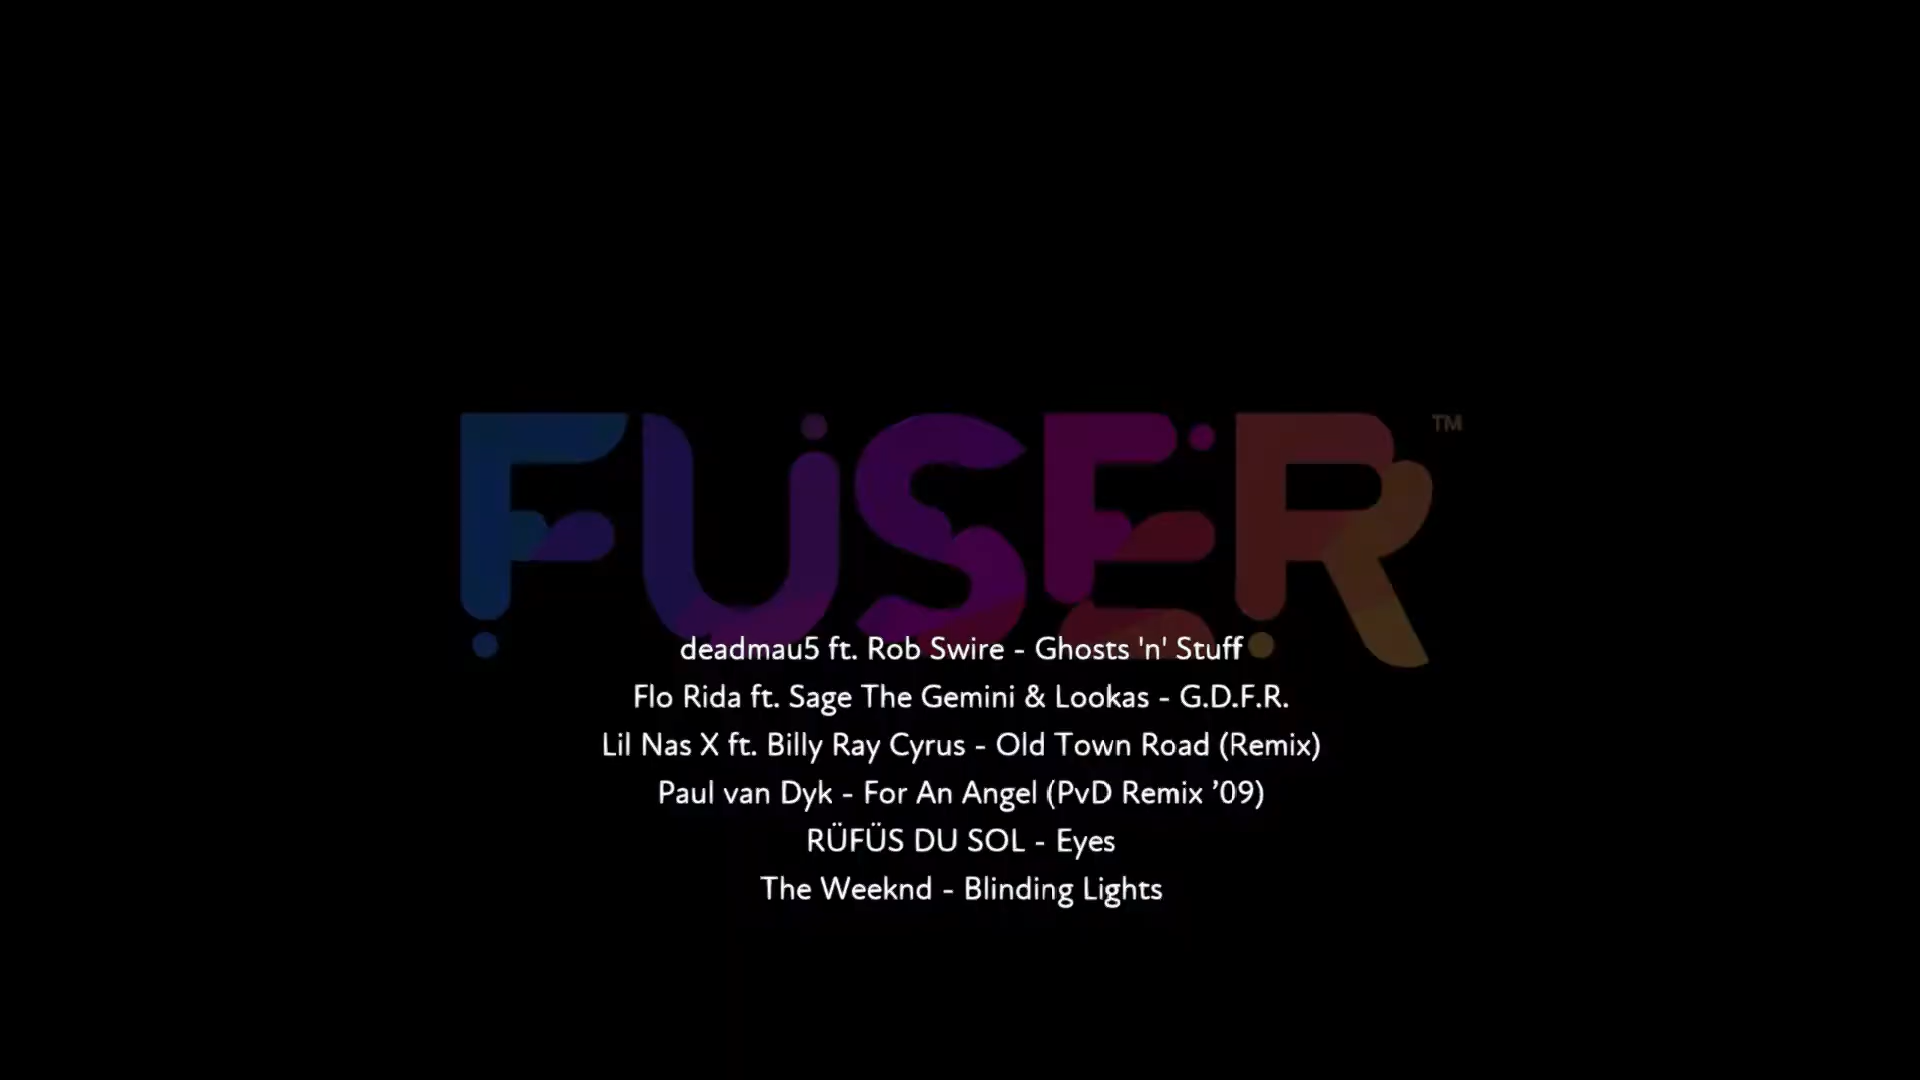 FUSER™
deadmau5 ft. Rob Swire - Ghosts 'n' Stuff
Flo Rida ft. Sage The Gemini & Lookas - G.D.F.R.
Lil Nas X ft. Billy Ray Cyrus - Old Town Road (Remix)
Paul van Dyk - For An Angel (PvD Remix ’09)
RÜFÜS DU SOL - Eyes
The Weeknd - Blinding Lights